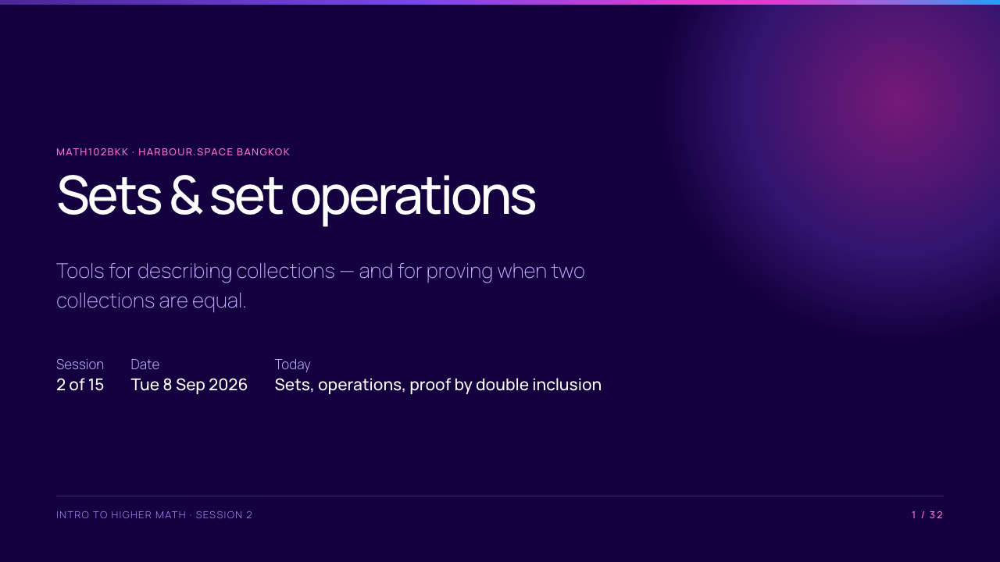 MATH102BKK · HARBOUR.SPACE BANGKOK
Sets & set operations
Tools for describing collections — and for proving when two
collections are equal.
Session
2 of 15
Date
Tue 8 Sep 2026
Today
Sets, operations, proof by double inclusion
INTRO TO HIGHER MATH · SESSION 2
1 / 32